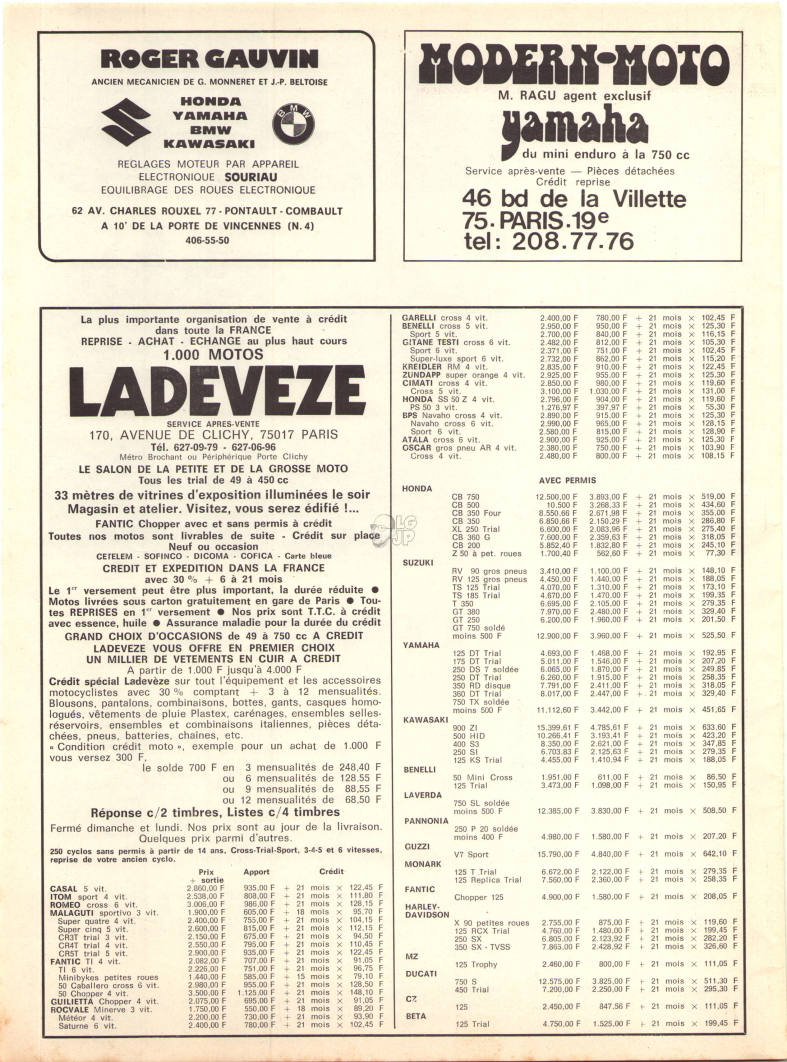 ROGER GAUVIN
ANCIEN MECANICIEN DE G. MONNERET ET J.-P. BELTOISE
HONDA
YAMAHA
BMW
KAWASAKI
BMW
REGLAGES MOTEUR PAR APPAREIL
ELECTRONIQUE SOURIAU
EQUILIBRAGE DES ROUES ELECTRONIQUE
62 AV. CHARLES ROUXEL 77 - PONTAULT - COMBAULT
A 10' DE LA PORTE DE VINCENNES (N. 4)
406-55-50
MODERN-MOTO
M. RAGU agent exclusif
yamaha
du mini enduro à la 750 cc
Service après-vente — Pièces détachées
Crédit reprise
46 bd de la Villette
75.PARIS.19e
tel: 208.77.76
La plus importante organisation de vente à crédit
dans toute la FRANCE
REPRISE - ACHAT - ECHANGE au plus haut cours
1.000 MOTOS
LADEVEZE
SERVICE APRES-VENTE
170, AVENUE DE CLICHY, 75017 PARIS
Tél. 627-09-79 - 627-06-96
Métro Brochant ou Périphérique Porte Clichy
LE SALON DE LA PETITE ET DE LA GROSSE MOTO
Tous les trial de 49 à 450 cc
33 mètres de vitrines d'exposition illuminées le soir
Magasin et atelier. Visitez, vous serez édifié !...
FANTIC Chopper avec et sans permis à crédit
Toutes nos motos livrables de suite - Crédit sur place
Neuf ou occasion
CETELEM - SOFINCO - DICOMA - COFICA - Carte bleue
CREDIT ET EXPEDITION DANS LA FRANCE
avec 30 % + 6 à 21 mois
Le 1er versement peut être plus important, la durée réduite ●
Motos livrées sous carton gratuitement en gare de Paris ● Tou-
tes REPRISES en 1er versement ● Nos prix sont T.T.C. à crédit
avec essence, huile ● Assurance maladie pour la durée du crédit
GRAND CHOIX D'OCCASIONS de 49 à 750 cc A CREDIT
LADEVEZE VOUS OFFRE EN PREMIER CHOIX
UN MILLIER DE VETEMENTS EN CUIR A CREDIT
A partir de 1.000 F jusqu'à 4.000 F
Crédit spécial Ladevèze sur tout l'équipement et les accessoires
motocyclistes avec 30 % comptant + 3 à 12 mensualités.
Blousons, pantalons, combinaisons, bottes, gants, casques homo-
logués, vêtements de pluie Plastex, carénages, ensembles selles-
réservoirs, ensembles et combinaisons italiennes, pièces déta-
chées, pneus, batteries, chaines, etc.
« Condition crédit moto », exemple pour un achat de 1.000 F
vous versez 300 F,
le solde 700 F en 3 mensualités de 248,40 F
ou 6 mensualités de 128,55 F
ou 9 mensualités de 88,55 F
ou 12 mensualités de 68,50 F
Réponse c/2 timbres, Listes c/4 timbres
Fermé dimanche et lundi. Nos prix sont au jour de la livraison.
Quelques prix parmi d'autres.
250 cyclos sans permis à partir de 14 ans, Cross-Trial-Sport, 3-4-5 et 6 vitesses,
reprise de votre ancien cyclo.
Prix + sortie Apport Crédit
CASAL 5 vit. 2.860,00 F 935,00 F + 21 mois × 122,45 F
ITOM sport 4 vit. 2.538,00 F 808,00 F + 21 mois × 111,80 F
ROMEO cross 6 vit. 3.006,00 F 986,00 F + 21 mois × 128,15 F
MALAGUTI sportivo 3 vit. 1.900,00 F 605,00 F + 18 mois × 95,70 F
Super quatre 4 vit. 2.400,00 F 755,00 F + 21 mois × 104,15 F
Super cinq 5 vit. 2.600,00 F 815,00 F + 21 mois × 112,15 F
CR3T trial 3 vit. 2.150,00 F 675,00 F + 21 mois × 94,50 F
CR4T trial 4 vit. 2.550,00 F 795,00 F + 21 mois × 110,45 F
CR5T trial 5 vit. 2.900,00 F 935,00 F + 21 mois × 122,45 F
FANTIC TI 4 vit. 2.082,00 F 707,00 F + 21 mois × 91,05 F
TI 6 vit. 2.226,00 F 751,00 F + 21 mois × 96,75 F
Minibykes petites roues 1.440,00 F 585,00 F + 15 mois × 79,10 F
50 Caballero cross 6 vit. 2.980,00 F 955,00 F + 21 mois × 128,50 F
50 Chopper 4 vit. 3.500,00 F 1.125,00 F + 21 mois × 148,10 F
GUILIETTA Chopper 4 vit. 2.075,00 F 695,00 F + 21 mois × 91,05 F
ROCVALE Minerve 3 vit. 1.750,00 F 550,00 F + 18 mois × 89,20 F
Météor 4 vit. 2.200,00 F 730,00 F + 21 mois × 93,90 F
Saturne 6 vit. 2.400,00 F 780,00 F + 21 mois × 102,45 F
GARELLI cross 4 vit. 2.400,00 F 780,00 F + 21 mois × 102,45 F
BENELLI cross 5 vit. 2.950,00 F 950,00 F + 21 mois × 125,30 F
Sport 5 vit. 2.700,00 F 840,00 F + 21 mois × 116,15 F
GITANE TESTI cross 6 vit. 2.482,00 F 812,00 F + 21 mois × 105,30 F
Sport 6 vit. 2.371,00 F 751,00 F + 21 mois × 102,45 F
Super-luxe sport 6 vit. 2.732,00 F 862,00 F + 21 mois × 115,20 F
KREIDLER RM 4 vit. 2.835,00 F 910,00 F + 21 mois × 122,45 F
ZUNDAPP super orange 4 vit. 2.925,00 F 955,00 F + 21 mois × 125,30 F
CIMATI cross 4 vit. 2.850,00 F 980,00 F + 21 mois × 119,60 F
Cross 5 vit. 3.100,00 F 1.030,00 F + 21 mois × 131,00 F
HONDA SS 50 Z 4 vit. 2.796,00 F 904,00 F + 21 mois × 119,60 F
PS 50 3 vit. 1.276,97 F 397,97 F + 21 mois × 55,30 F
BPS Navaho cross 4 vit. 2.890,00 F 915,00 F + 21 mois × 125,30 F
Navaho cross 6 vit. 2.990,00 F 965,00 F + 21 mois × 128,15 F
Sport 6 vit. 2.580,00 F 815,00 F + 21 mois × 128,90 F
ATALA cross 6 vit. 2.900,00 F 925,00 F + 21 mois × 125,30 F
OSCAR gros pneu AR 4 vit. 2.380,00 F 750,00 F + 21 mois × 103,90 F
Cross 4 vit. 2.480,00 F 800,00 F + 21 mois × 108,15 F
AVEC PERMIS
HONDA
CB 750 12.500,00 F 3.893,00 F + 21 mois × 519,00 F
CB 500 10.500 F 3.268,33 F + 21 mois × 434,60 F
CB 350 Four 8.550,66 F 2.671,98 F + 21 mois × 355,00 F
CB 350 6.850,66 F 2.150,29 F + 21 mois × 286,80 F
XL 250 Trial 6.600,00 F 2.083,96 F + 21 mois × 275,40 F
CB 360 G 7.600,00 F 2.359,63 F + 21 mois × 318,05 F
CB 200 5.852,40 F 1.832,80 F + 21 mois × 245,10 F
Z 50 à pet. roues 1.700,40 F 562,60 F + 21 mois × 77,30 F
SUZUKI
RV 90 gros pneus 3.410,00 F 1.100,00 F + 21 mois × 148,10 F
RV 125 gros pneus 4.450,00 F 1.440,00 F + 21 mois × 188,05 F
TS 125 Trial 4.070,00 F 1.310,00 F + 21 mois × 173,10 F
TS 185 Trial 4.670,00 F 1.470,00 F + 21 mois × 199,35 F
T 350 6.695,00 F 2.105,00 F + 21 mois × 279,35 F
GT 380 7.970,00 F 2.480,00 F + 21 mois × 329,40 F
GT 250 6.200,00 F 1.960,00 F + 21 mois × 201,50 F
GT 750 soldé
moins 500 F 12.900,00 F 3.960,00 F + 21 mois × 525,50 F
YAMAHA
125 DT Trial 4.693,00 F 1.468,00 F + 21 mois × 192,95 F
175 DT Trial 5.011,00 F 1.546,00 F + 21 mois × 207,20 F
250 DS 7 soldée 6.065,00 F 1.870,00 F + 21 mois × 249,85 F
250 DT Trial 6.260,00 F 1.915,00 F + 21 mois × 258,35 F
350 RD disque 7.791,00 F 2.411,00 F + 21 mois × 318,05 F
360 DT Trial 8.017,00 F 2.447,00 F + 21 mois × 329,40 F
750 TX soldée
moins 500 F 11.112,60 F 3.442,00 F + 21 mois × 451,65 F
KAWASAKI
900 ZI 15.399,61 F 4.785,61 F + 21 mois × 633,60 F
500 HID 10.266,41 F 3.193,41 F + 21 mois × 423,20 F
400 S3 8.350,00 F 2.621,00 F + 21 mois × 347,85 F
250 SI 6.703,83 F 2.125,63 F + 21 mois × 279,35 F
125 KS Trial 4.455,00 F 1.410,94 F + 21 mois × 188,05 F
BENELLI
50 Mini Cross 1.951,00 F 611,00 F + 21 mois × 86,50 F
125 Trial 3.473,00 F 1.098,00 F + 21 mois × 150,95 F
LAVERDA
750 SL soldée
moins 500 F 12.385,00 F 3.830,00 F + 21 mois × 508,50 F
PANNONIA
250 P 20 soldée
moins 400 F 4.980,00 F 1.580,00 F + 21 mois × 207,20 F
GUZZI
V7 Sport 15.790,00 F 4.840,00 F + 21 mois × 642,10 F
MONARK
125 T Trial 6.672,00 F 2.122,00 F + 21 mois × 279,35 F
125 Replica Trial 7.560,00 F 2.360,00 F + 21 mois × 258,35 F
FANTIC
Chopper 125 4.900,00 F 1.580,00 F + 21 mois × 208,05 F
HARLEY-
DAVIDSON
X 90 petites roues 2.735,00 F 875,00 F + 21 mois × 119,60 F
125 RCX Trial 4.760,00 F 1.480,00 F + 21 mois × 199,45 F
250 SX 6.805,00 F 2.123,92 F + 21 mois × 282,20 F
350 SX - TVSS 7.865,00 F 2.428,92 F + 21 mois × 326,60 F
MZ
125 Trophy 2.460,00 F 800,00 F + 21 mois × 111,05 F
DUCATI
750 S 12.575,00 F 3.825,00 F + 21 mois × 511,30 F
450 Trial 7.200,00 F 2.250,00 F + 21 mois × 295,30 F
CZ
125 2.450,00 F 847,56 F + 21 mois × 111,05 F
BETA
125 Trial 4.750,00 F 1.525,00 F + 21 mois × 199,45 F